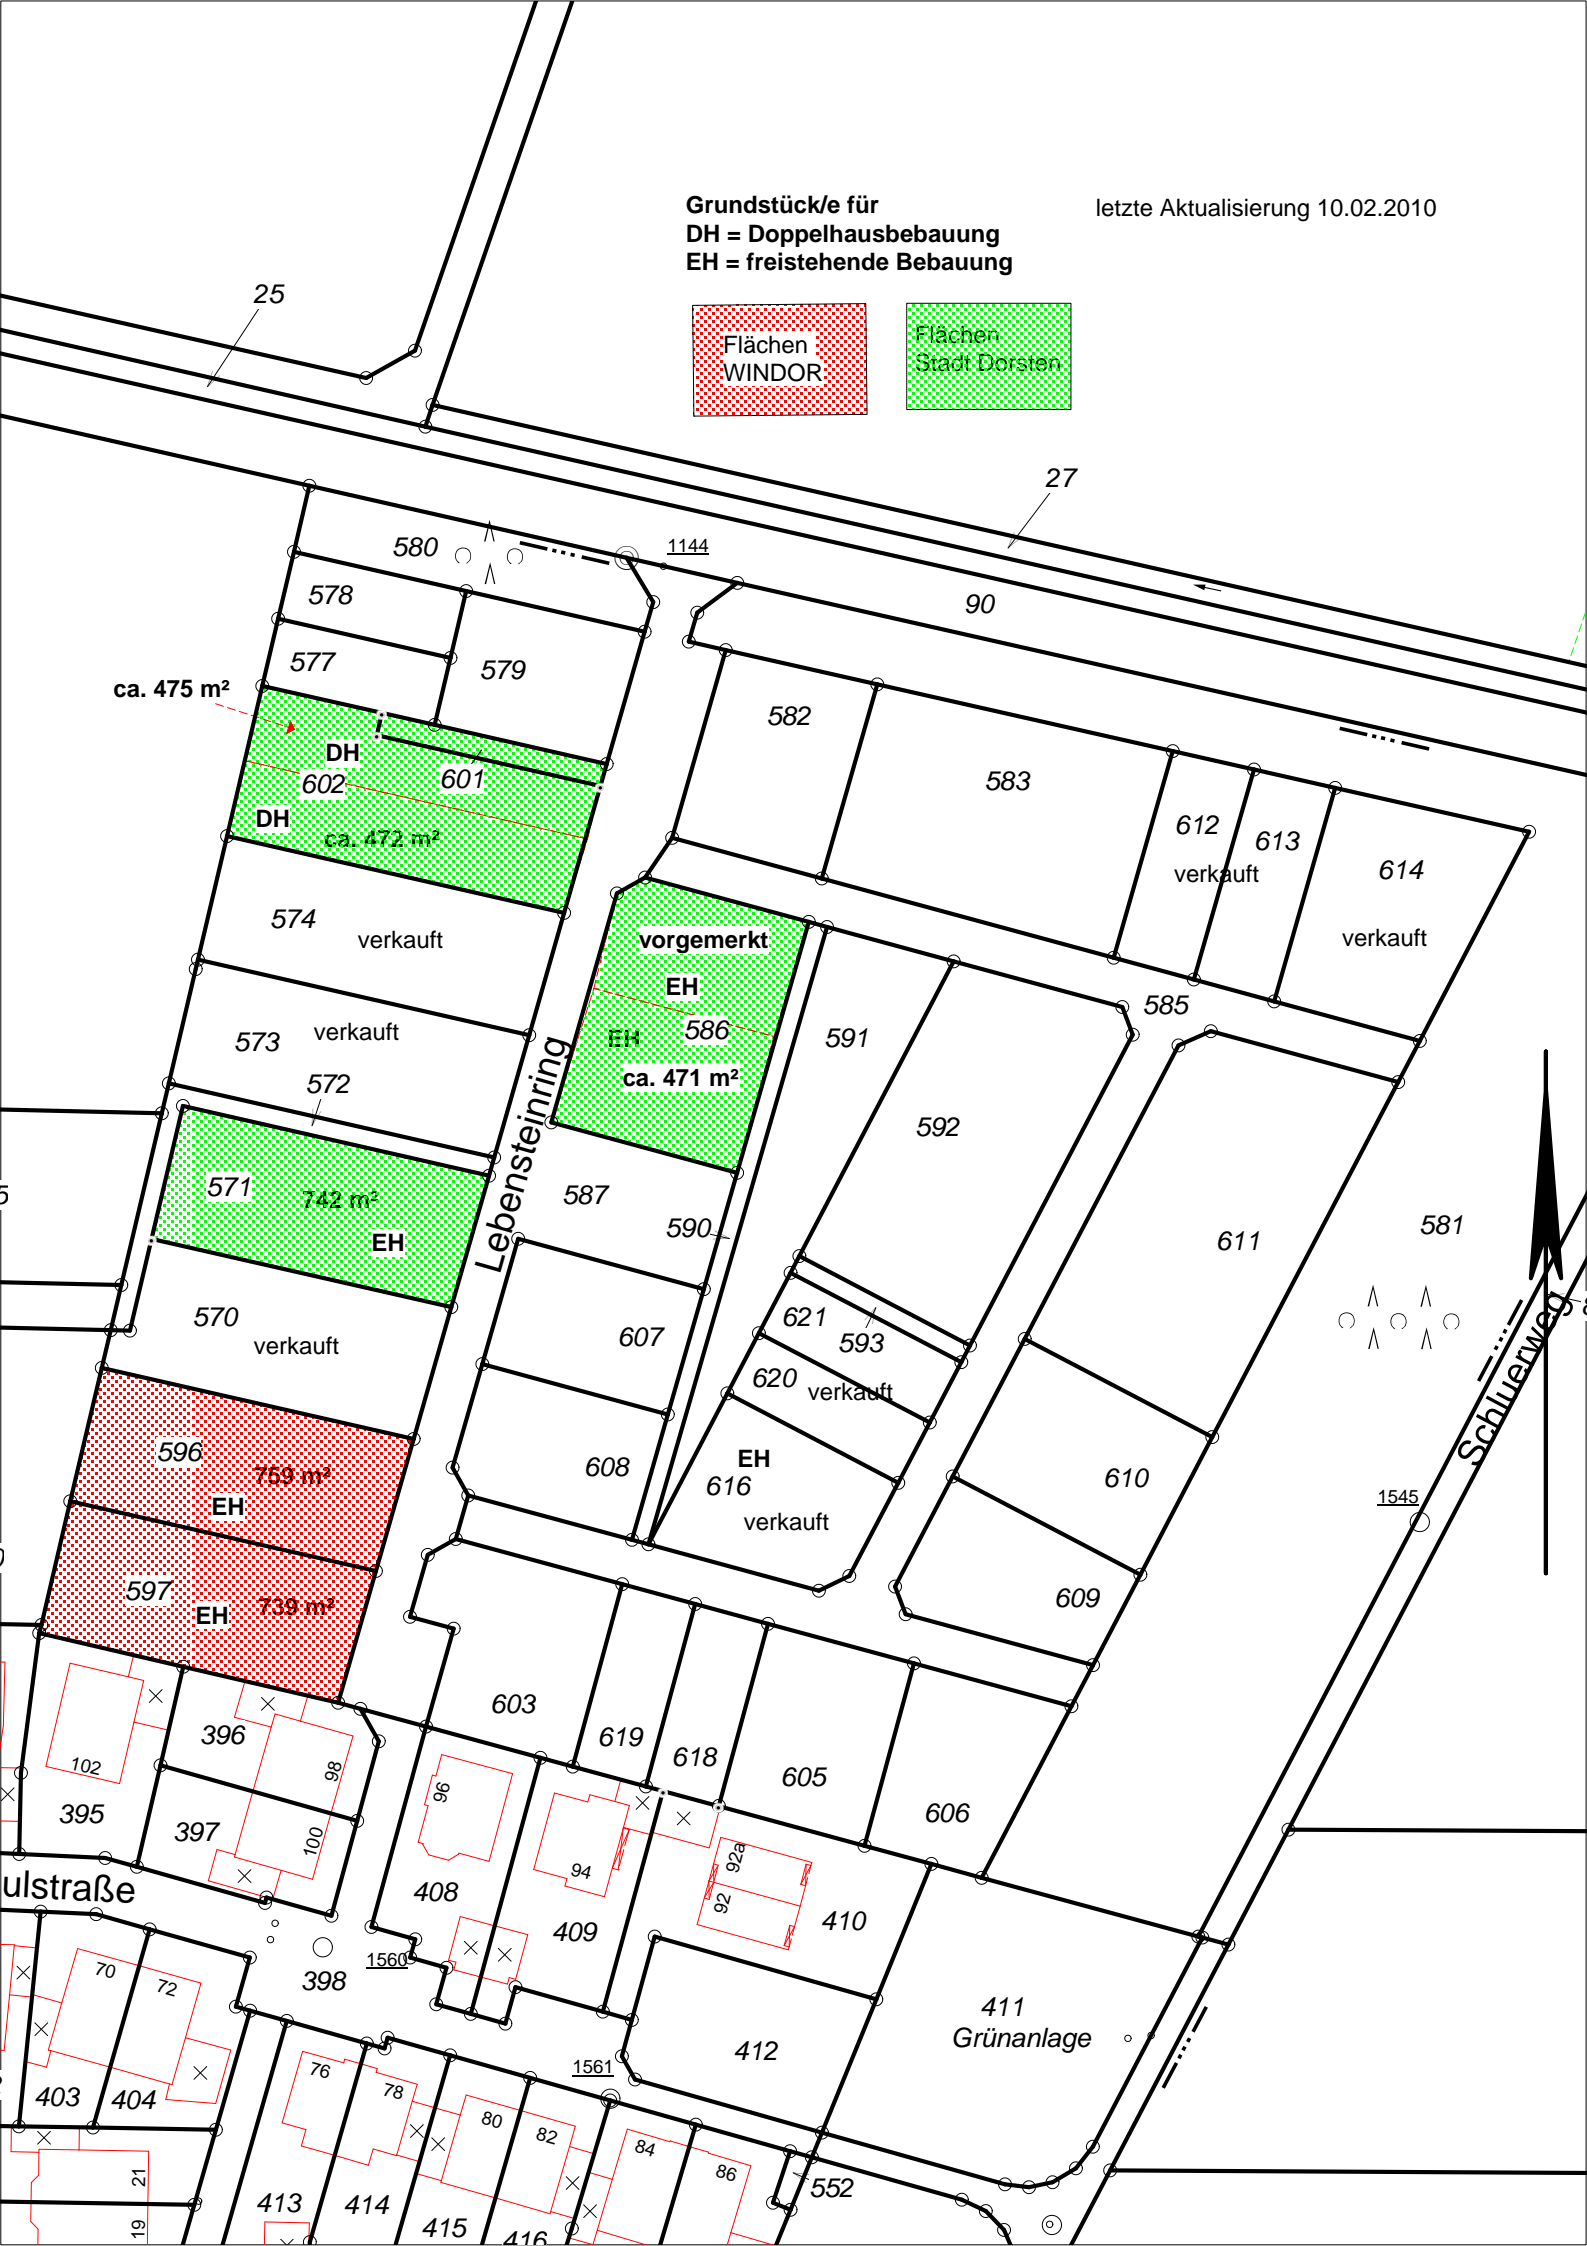 Grundstück/e für
DH = Doppelhausbebauung
EH = freistehende Bebauung
letzte Aktualisierung 10.02.2010
Flächen
WINDOR
Flächen
Stadt Dorsten
25
27
580
1144
578
90
577
579
ca. 475 m²
582
DH
602
601
583
DH
ca. 472 m²
612
613
verkauft
614
574
verkauft
vorgemerkt
verkauft
EH
585
573
verkauft
EH
586
591
572
ca. 471 m²
592
Lebensteinring
571
742 m²
587
EH
590
611
581
570
verkauft
607
621
593
620
verkauft
Schluerweg
596
759 m²
EH
608
EH
616
verkauft
610
1545
597
EH
739 m²
609
603
396
619
618
102
98
96
605
606
395
397
100
94
92a
92
ulstraße
408
409
410
70
72
398
1560
411
Grünanlage
412
76
78
1561
403
404
80
82
84
86
21
19
413
414
415
416
552